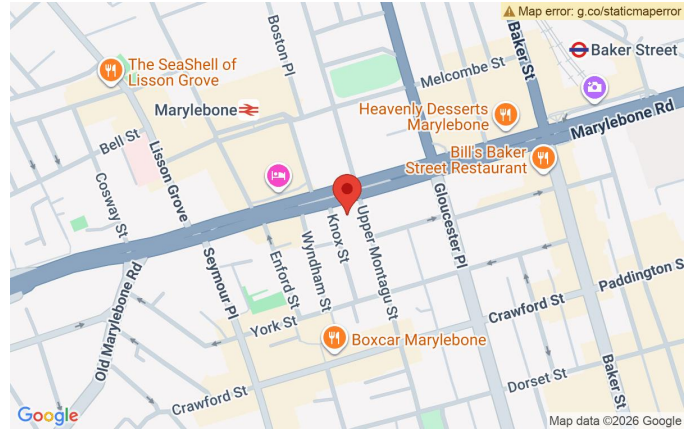 Map error: g.co/staticmaperror
Baker St
Baker Street
Boston Pl
The SeaShell of
Lisson Grove
Melcombe St
Marylebone
Heavenly Desserts
Marylebone
Marylebone Rd
Bell St
Lisson Grove
Bill's Baker
Street Restaurant
Cosway St
Gloucester Pl
Upper Montagu St
Knox St
Wyndham St
Enford St
Seymour Pl
Old Marylebone Rd
Paddington St
York St
Crawford St
Boxcar Marylebone
Baker St
Dorset St
Crawford St
Google
Map data ©2026 Google